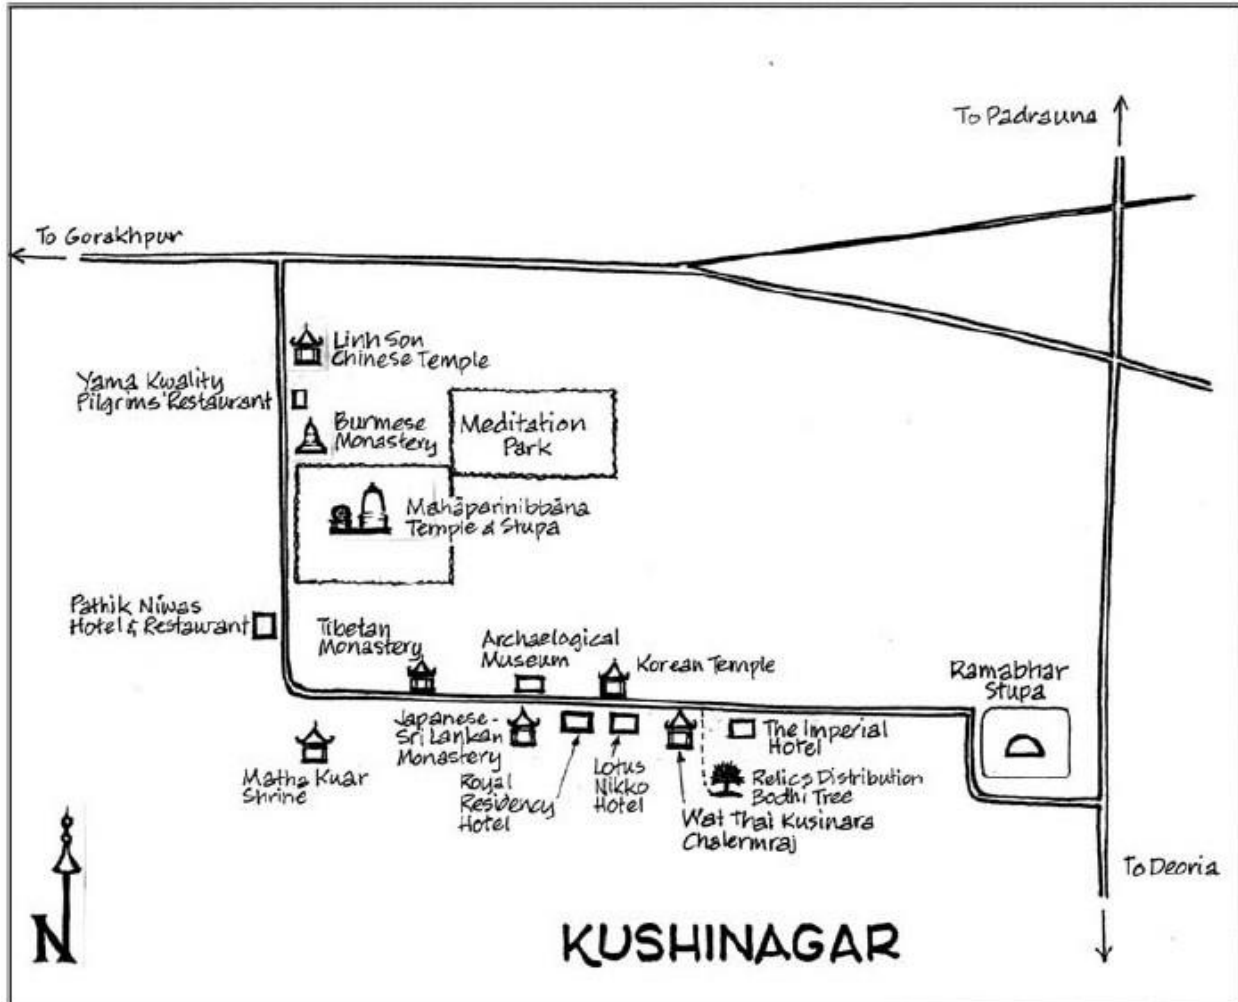 To Padrauna
To Gorakhpur
Linh Son
Chinese Temple
Yama Kwality
Pilgrims' Restaurant
Burmese
Monastery
Meditation
Park
Mahāparinibbāna
Temple & Stupa
Pathik Niwas
Hotel & Restaurant
Tibetan
Monastery
Archaelogical
Museum
Korean Temple
Ramabhar
Stupa
Matha Kuar
Shrine
Japanese-
Sri Lankan
Monastery
Royal
Residency
Hotel
Lotus
Nikko
Hotel
The Imperial
Hotel
Relics Distribution
Bodhi Tree
Wat Thai Kusinara
Chalermraj
To Deoria
N
KUSHINAGAR